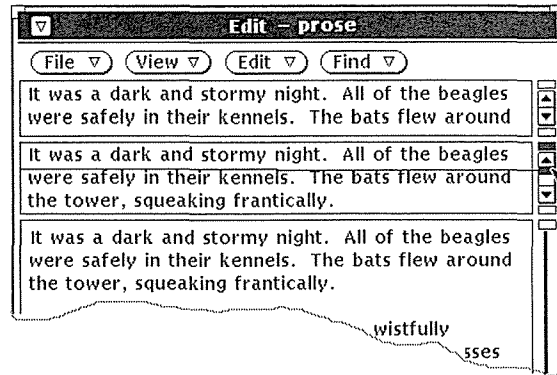 Edit – prose
File View Edit Find
It was a dark and stormy night. All of the beagles
were safely in their kennels. The bats flew around
It was a dark and stormy night. All of the beagles
were safely in their kennels. The bats flew around
the tower, squeaking frantically.
It was a dark and stormy night. All of the beagles
were safely in their kennels. The bats flew around
the tower, squeaking frantically.
wistfully
sses